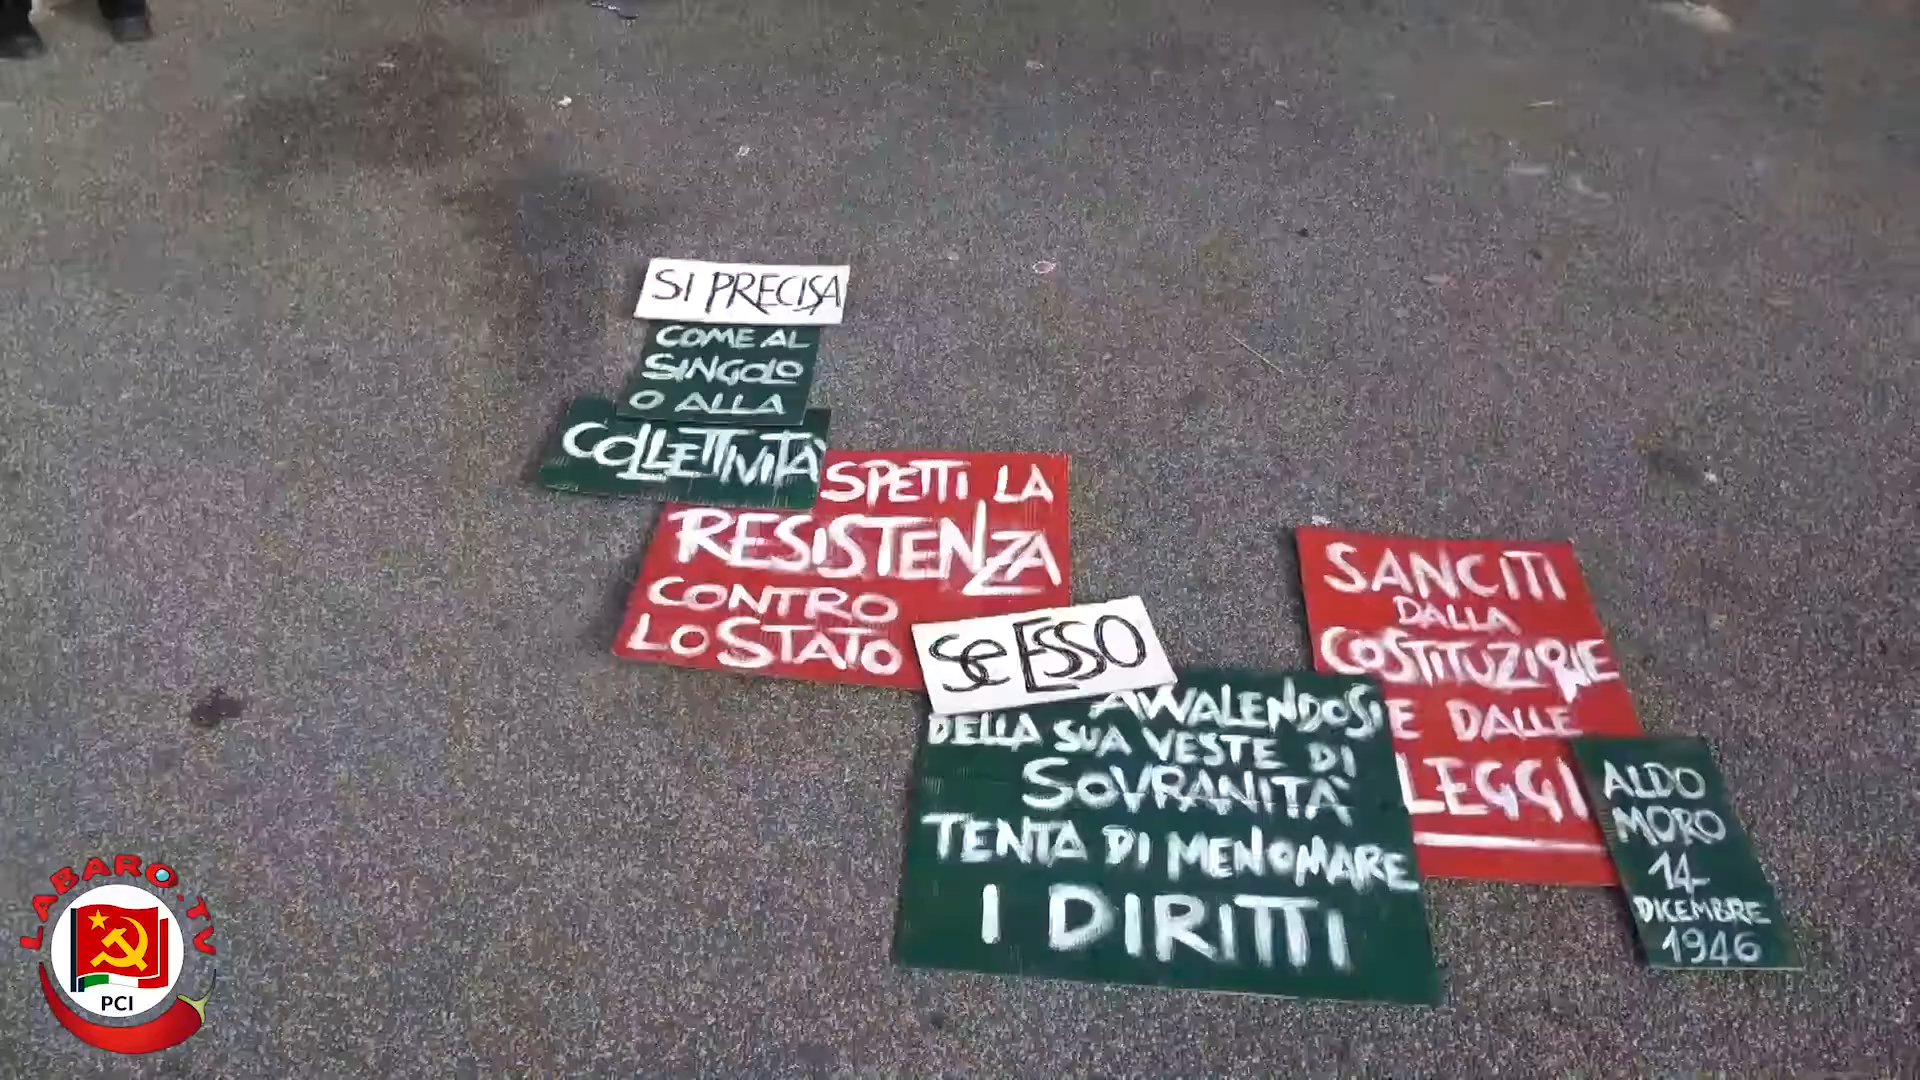 SI PRECISA
COME AL
SINGOLO
O ALLA
COLLETTIVITÀ
SPETTI LA
RESISTENZA
CONTRO
LO STATO
Se ESSO
AVVALENDOSI
DELLA SUA VESTE DI
SOVRANITÀ
TENTA DI MENOMARE
I DIRITTI
SANCITI
DALLA
COSTITUZIONE
E DALLE
LEGGI
ALDO
MORO
14
DICEMBRE
1946
LABARO.TV
PCI